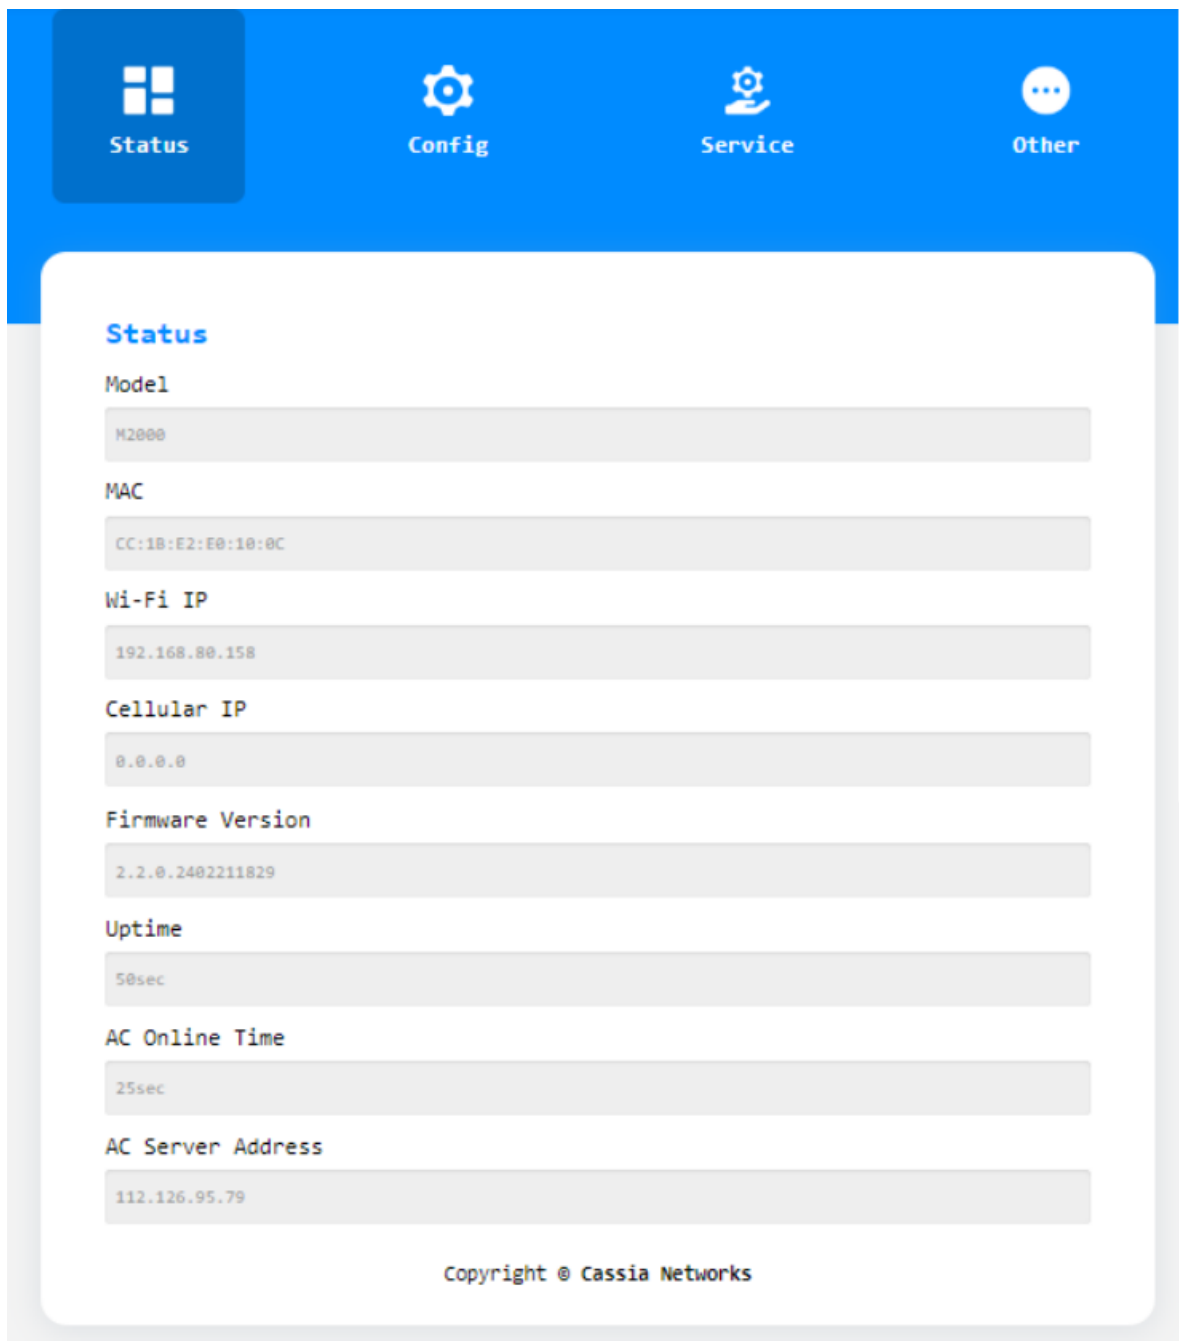 Status Config Service Other
Status
Model
M2000
MAC
CC:1B:E2:E0:10:0C
Wi-Fi IP
192.168.80.158
Cellular IP
0.0.0.0
Firmware Version
2.2.0.2402211829
Uptime
50sec
AC Online Time
25sec
AC Server Address
112.126.95.79
Copyright © Cassia Networks